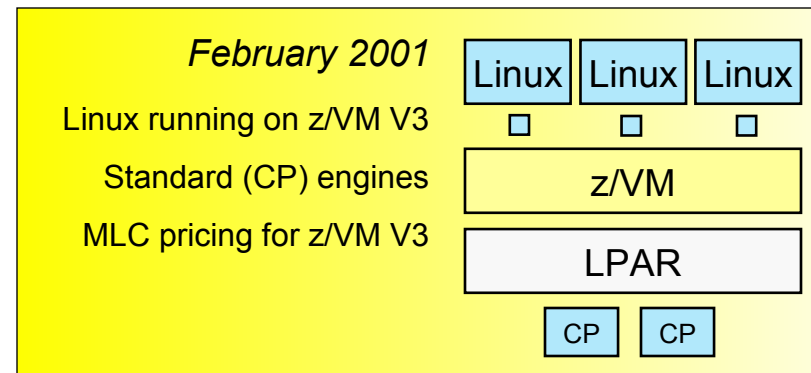 February 2001
Linux running on z/VM V3
Standard (CP) engines
MLC pricing for z/VM V3
Linux Linux Linux
z/VM
LPAR
CP CP